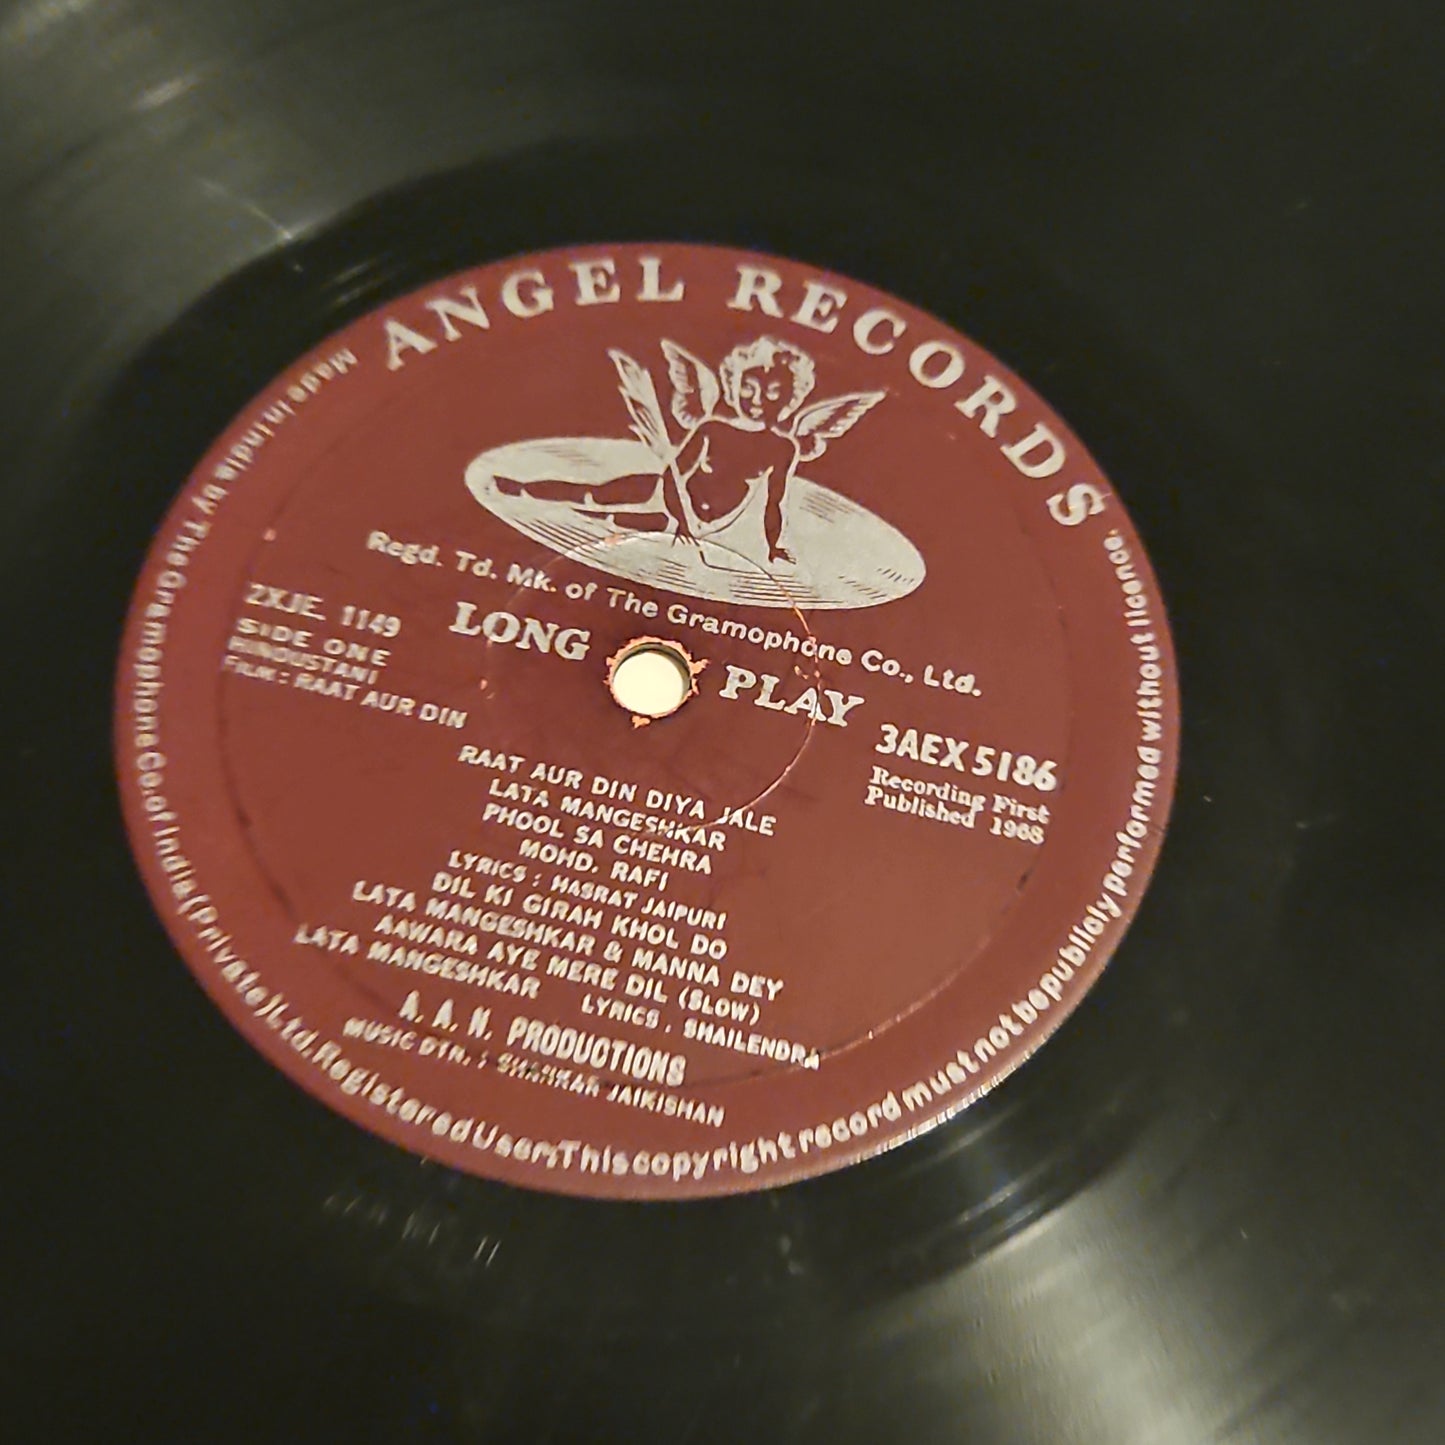 ANGEL RECORDS
Regd. Td. Mk. of The Gramophone Co., Ltd.
LONG PLAY
2XJE. 1149
SIDE ONE
HINDUSTANI
FILM : RAAT AUR DIN
3AEX 5186
Recording First
Published 1968
RAAT AUR DIN DIYA JALE
LATA MANGESHKAR
PHOOL SA CHEHRA
MOHD. RAFI
LYRICS : HASRAT JAIPURI
DIL KI GIRAH KHOL DO
LATA MANGESHKAR & MANNA DEY
AAWARA AYE MERE DIL (SLOW)
LATA MANGESHKAR LYRICS : SHAILENDRA
A. A. N. PRODUCTIONS
MUSIC DTN. : SHANKAR JAIKISHAN
Made in India by The Gramophone Co. of India (Private) Ltd. Registered User; This copyright record must not be publicly performed without licence.